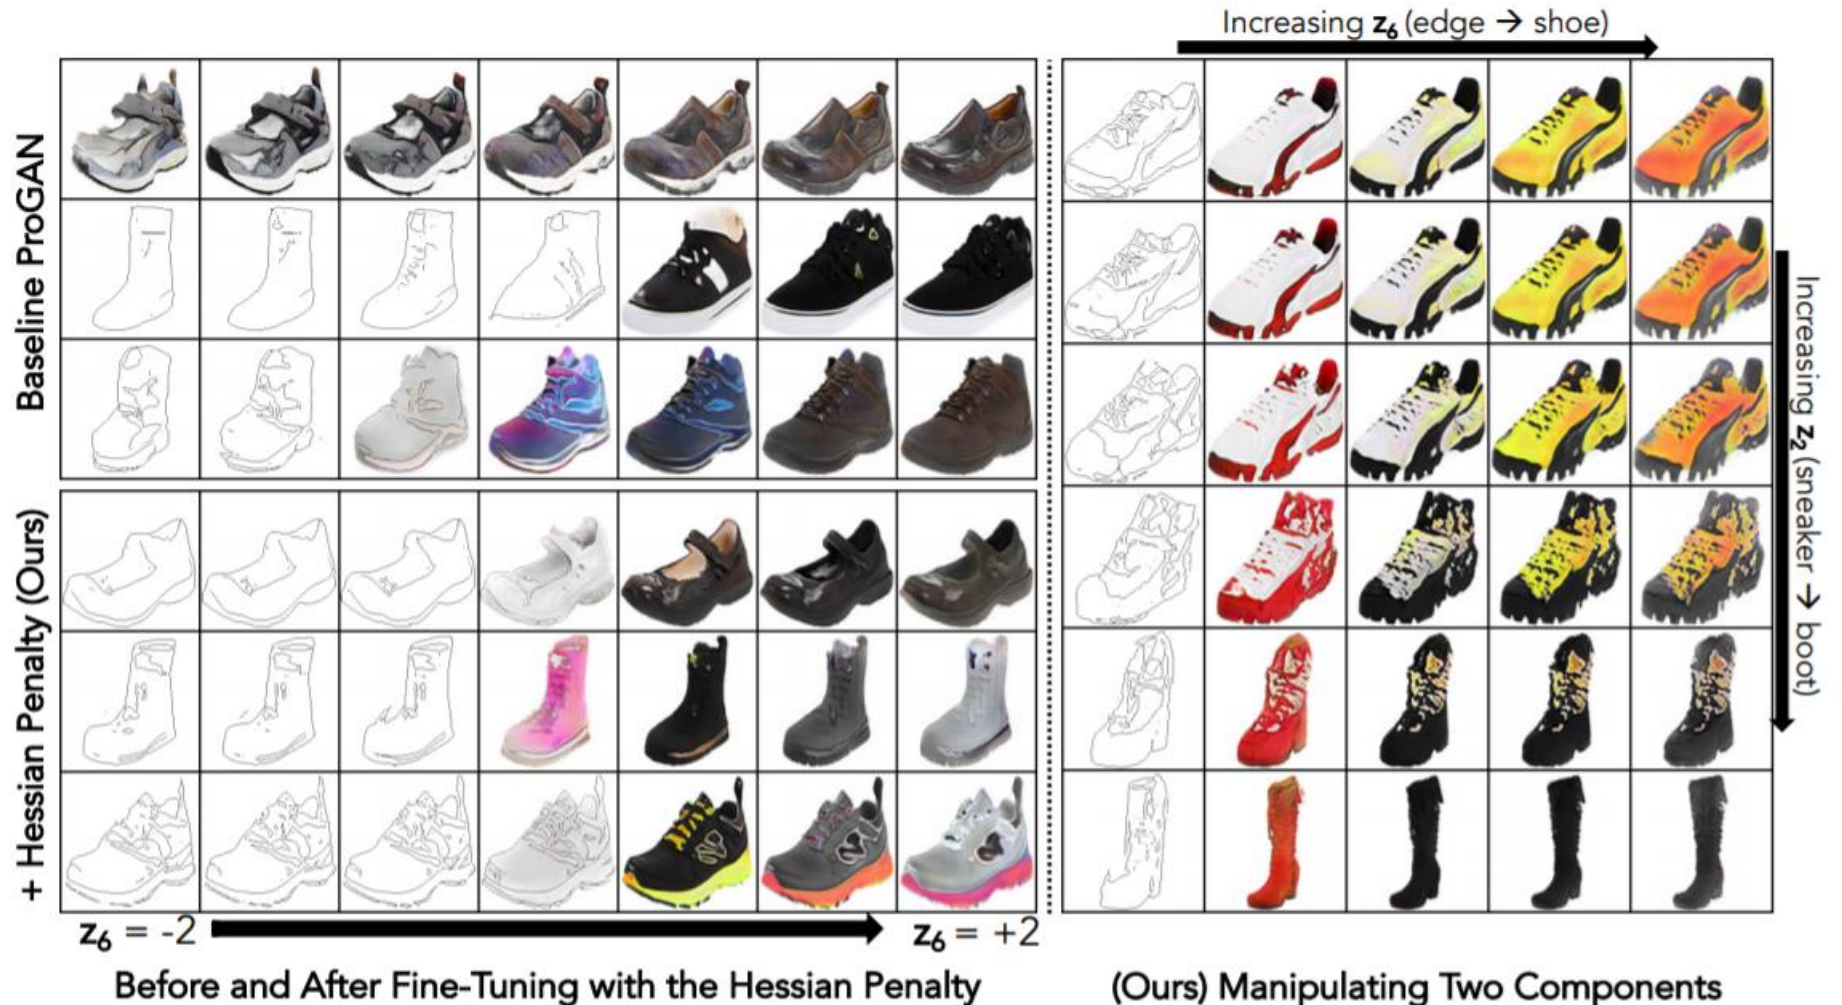 Increasing z6 (edge → shoe)
Baseline ProGAN
+ Hessian Penalty (Ours)
Increasing z2 (sneaker → boot)
z6 = -2
z6 = +2
Before and After Fine-Tuning with the Hessian Penalty
(Ours) Manipulating Two Components